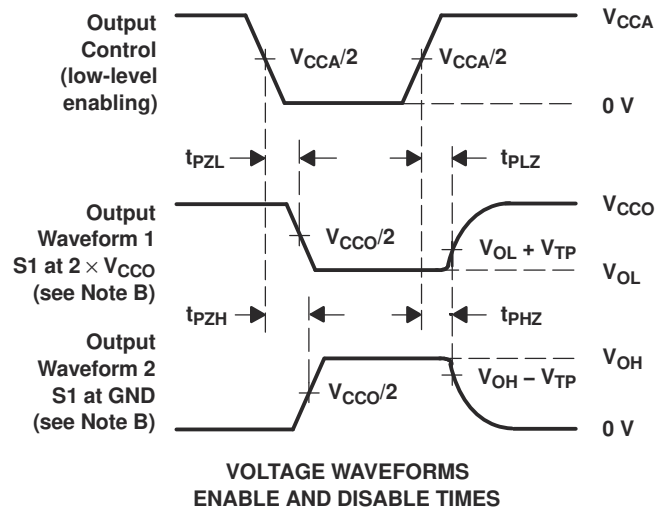 Output
Control
(low-level
enabling)
VCCA/2
VCCA/2
VCCA
0 V
tPZL
tPLZ
Output
Waveform 1
S1 at 2 × VCCO
(see Note B)
VCCO/2
VCCO
VOL + VTP
VOL
tPZH
tPHZ
Output
Waveform 2
S1 at GND
(see Note B)
VCCO/2
VOH
VOH − VTP
0 V
VOLTAGE WAVEFORMS
ENABLE AND DISABLE TIMES